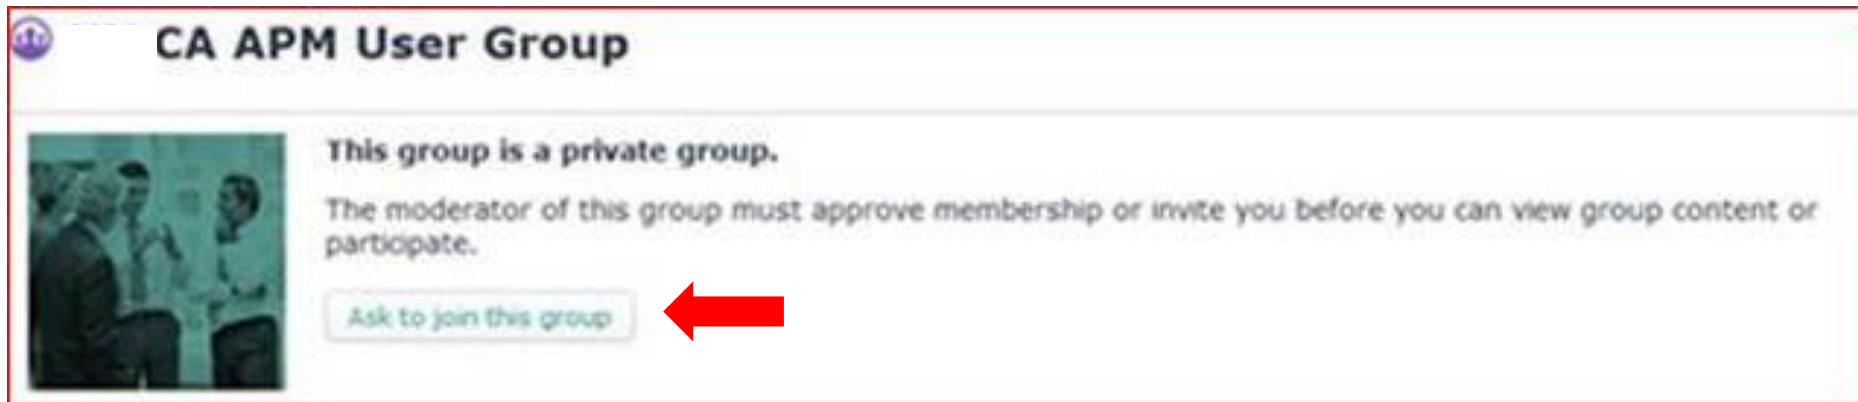 CA APM User Group
This group is a private group.
The moderator of this group must approve membership or invite you before you can view group content or
participate.
Ask to join this group